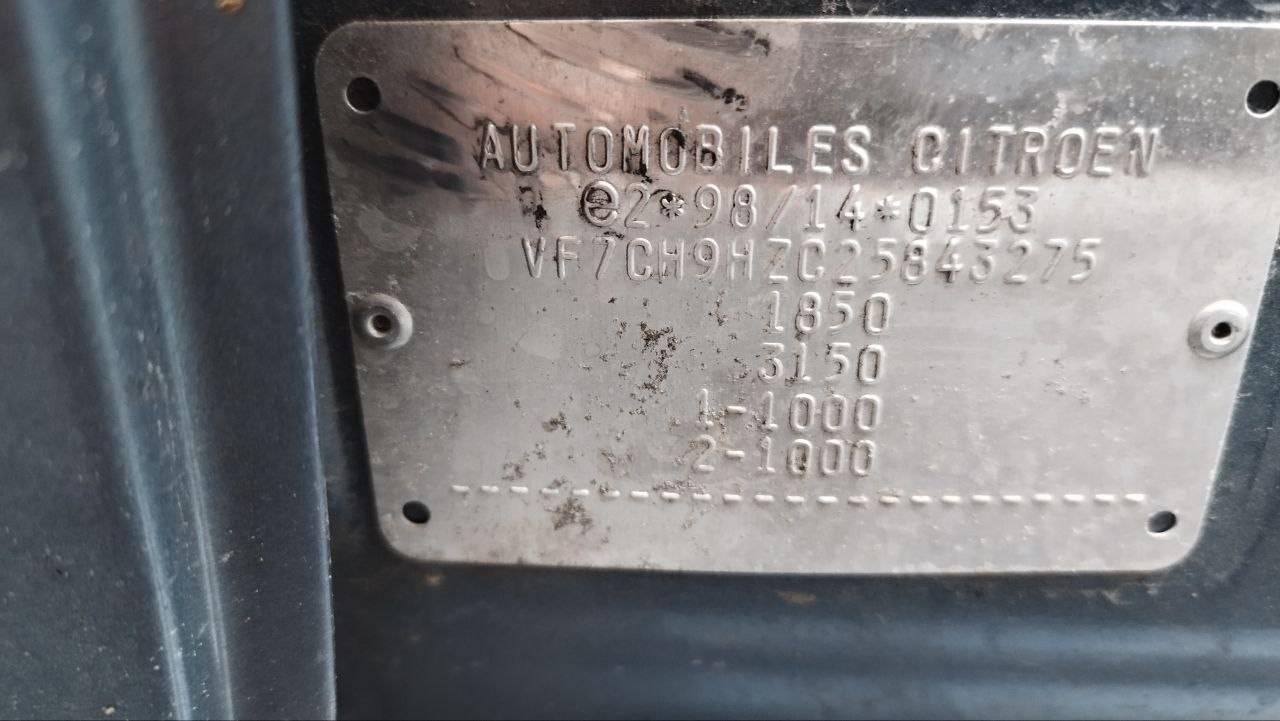 AUTOMOBILES CITROEN
e2*98/14*0153
VF7CH9HZC25843275
1850
3150
1-1000
2-1000
------------------------